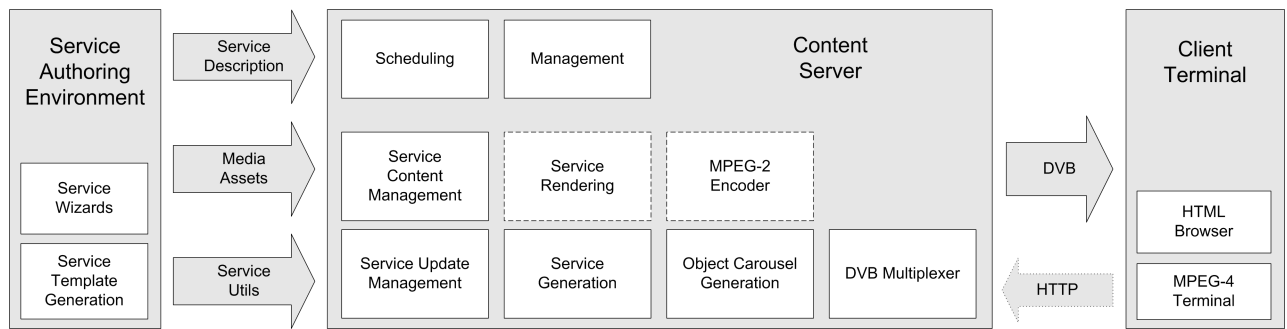 Service
Authoring
Environment
Service
Wizards
Service
Template
Generation
Service
Description
Media
Assets
Service
Utils
Scheduling
Management
Content
Server
Service
Content
Management
Service
Rendering
MPEG-2
Encoder
Service Update
Management
Service
Generation
Object Carousel
Generation
DVB Multiplexer
DVB
HTTP
Client
Terminal
HTML
Browser
MPEG-4
Terminal